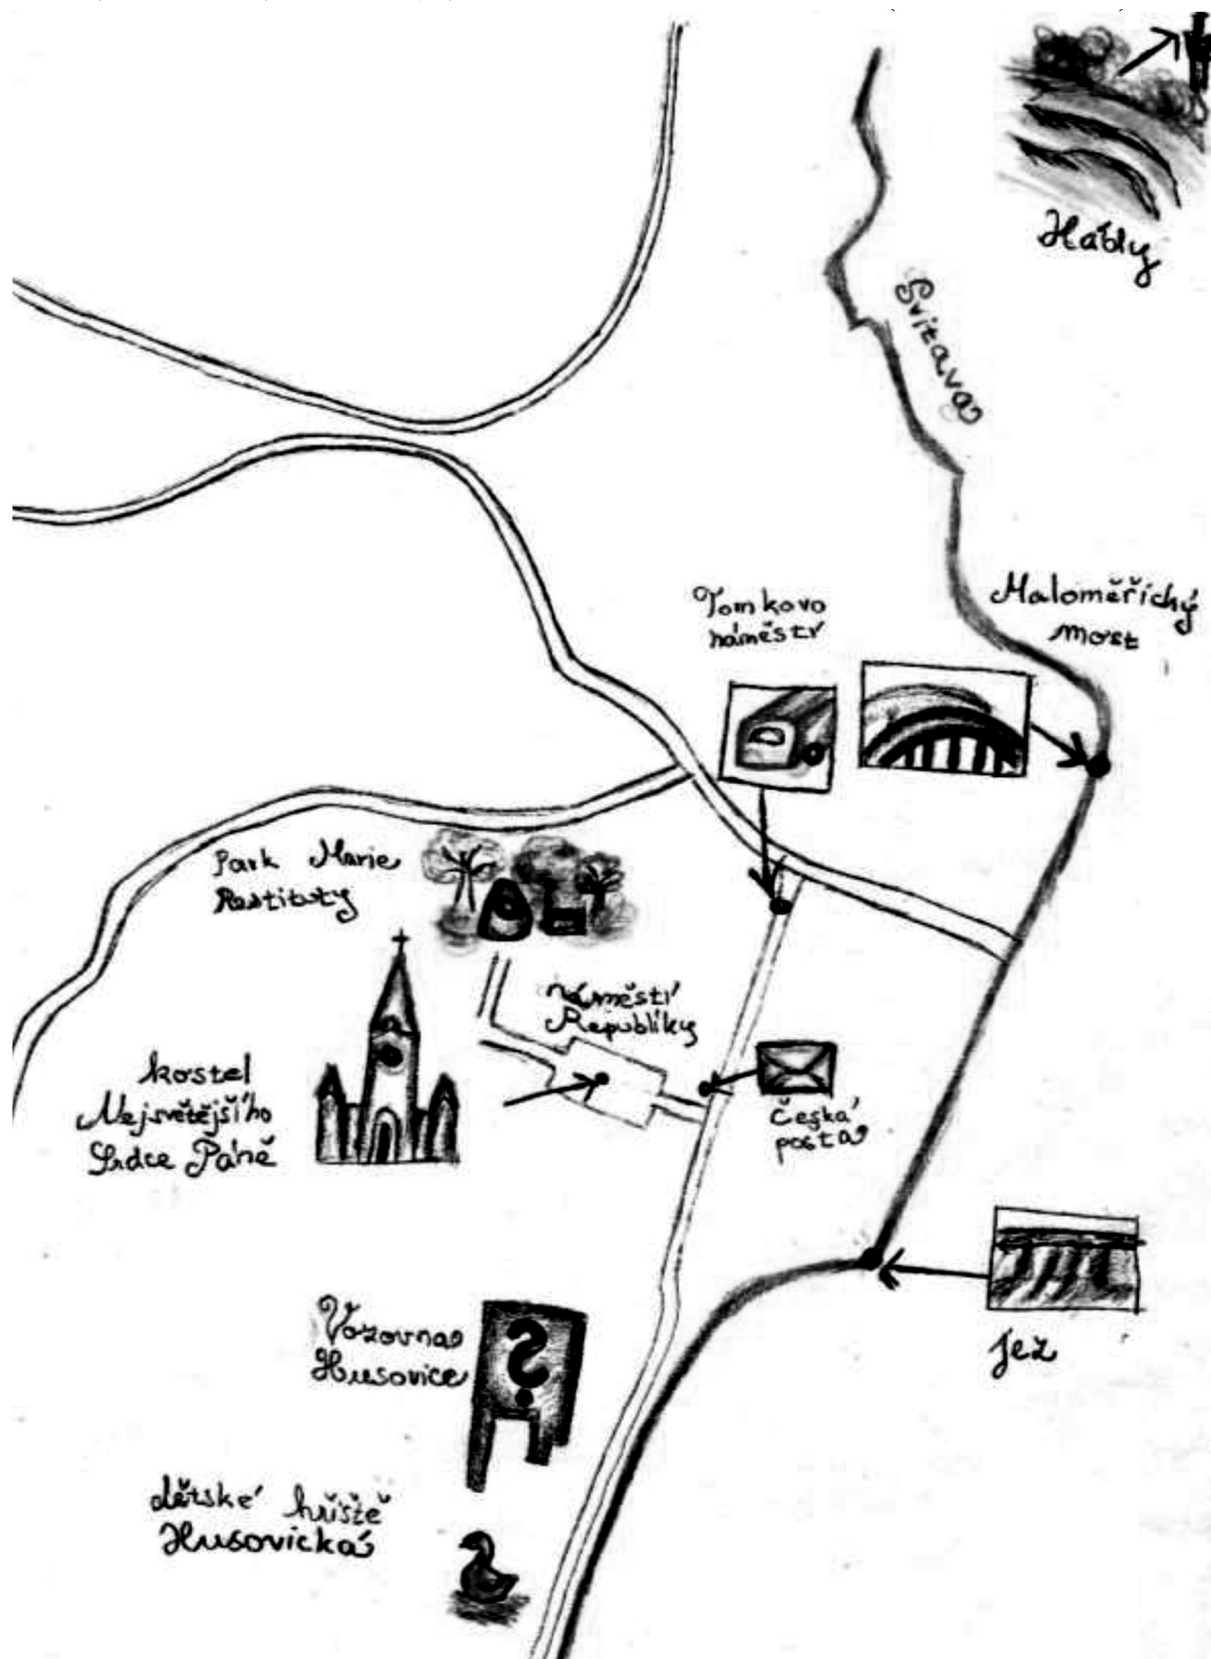 Hády
Svitava
Maloměřický
most
Tomkovo
náměstí
Park Marie
Restituty
Náměstí
Republiky
kostel
Nejsvětějšího
Srdce Páně
Česká
pošta
jez
Vozovna
Husovice
?
dětské hřiště
Husovická